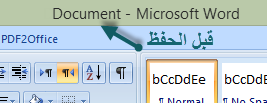 Document - Microsoft Word
قبل الحفظ
PDF2Office
bCcDdEe bCcDdEe
¶ Normal ¶ No Spac